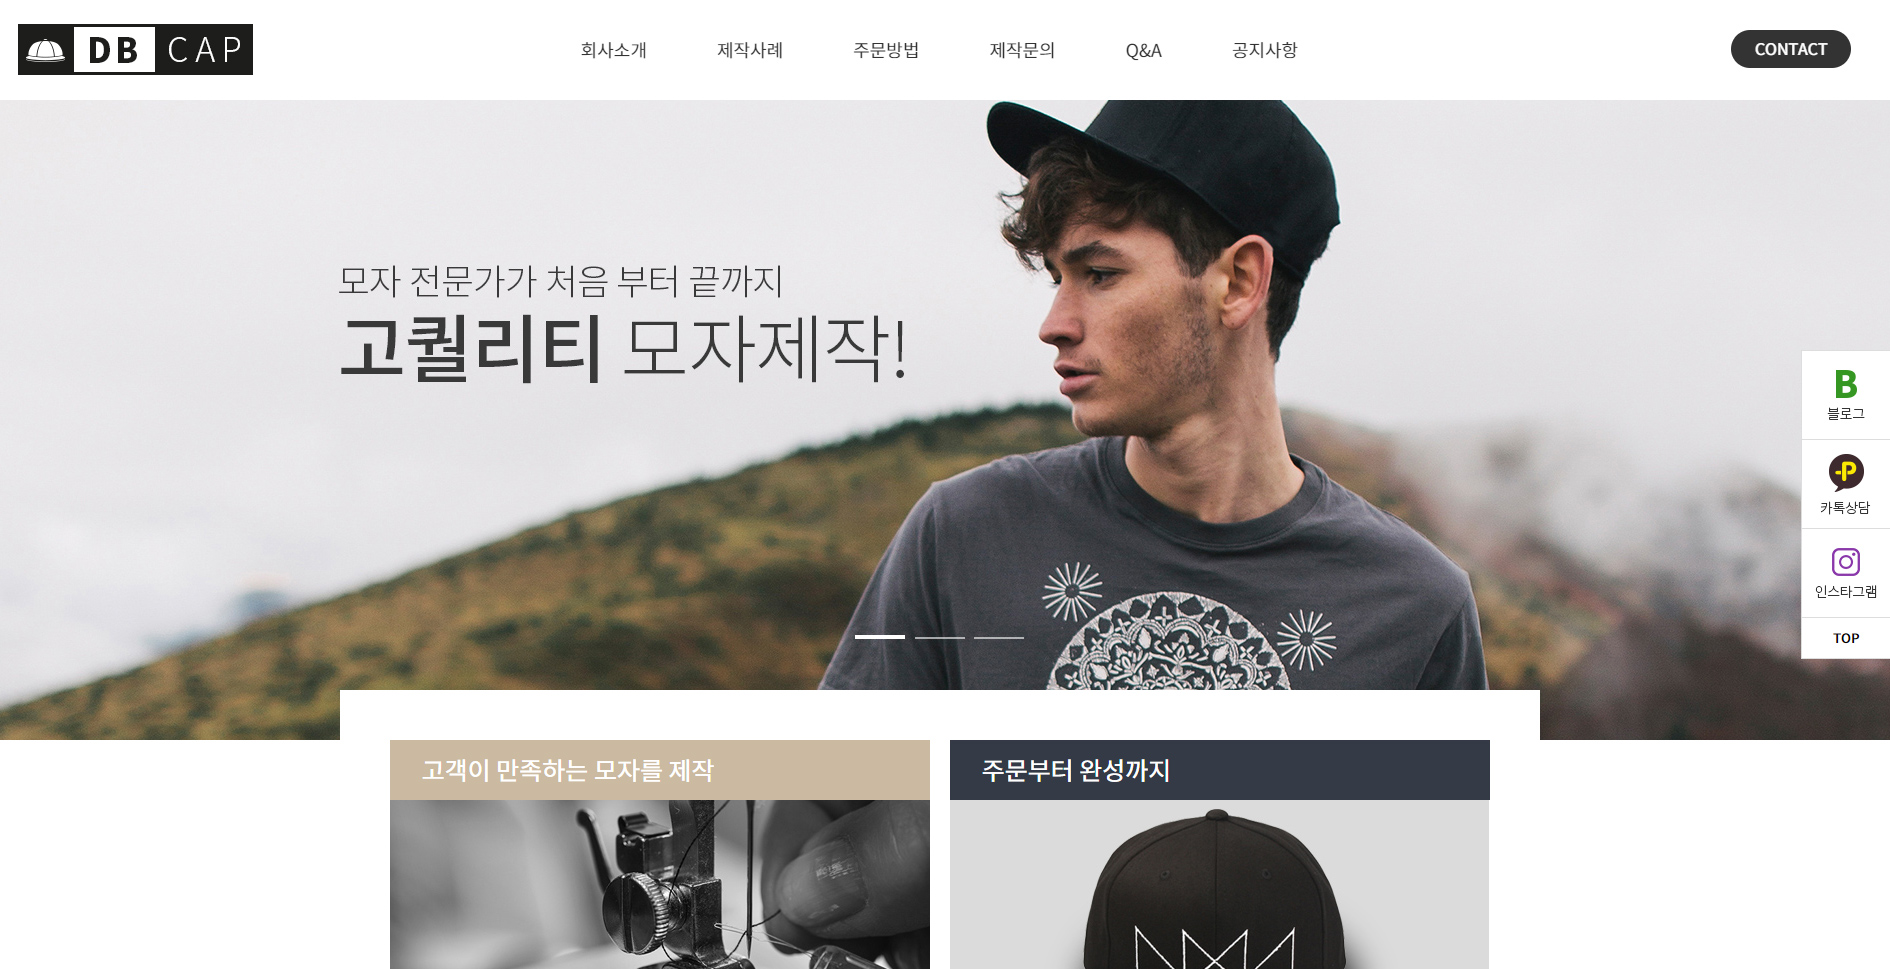 DB CAP
회사소개 제작사례 주문방법 제작문의 Q&A 공지사항
CONTACT
모자 전문가가 처음 부터 끝까지
고퀄리티 모자제작!
B
블로그
P
카톡상담
인스타그램
TOP
고객이 만족하는 모자를 제작
주문부터 완성까지